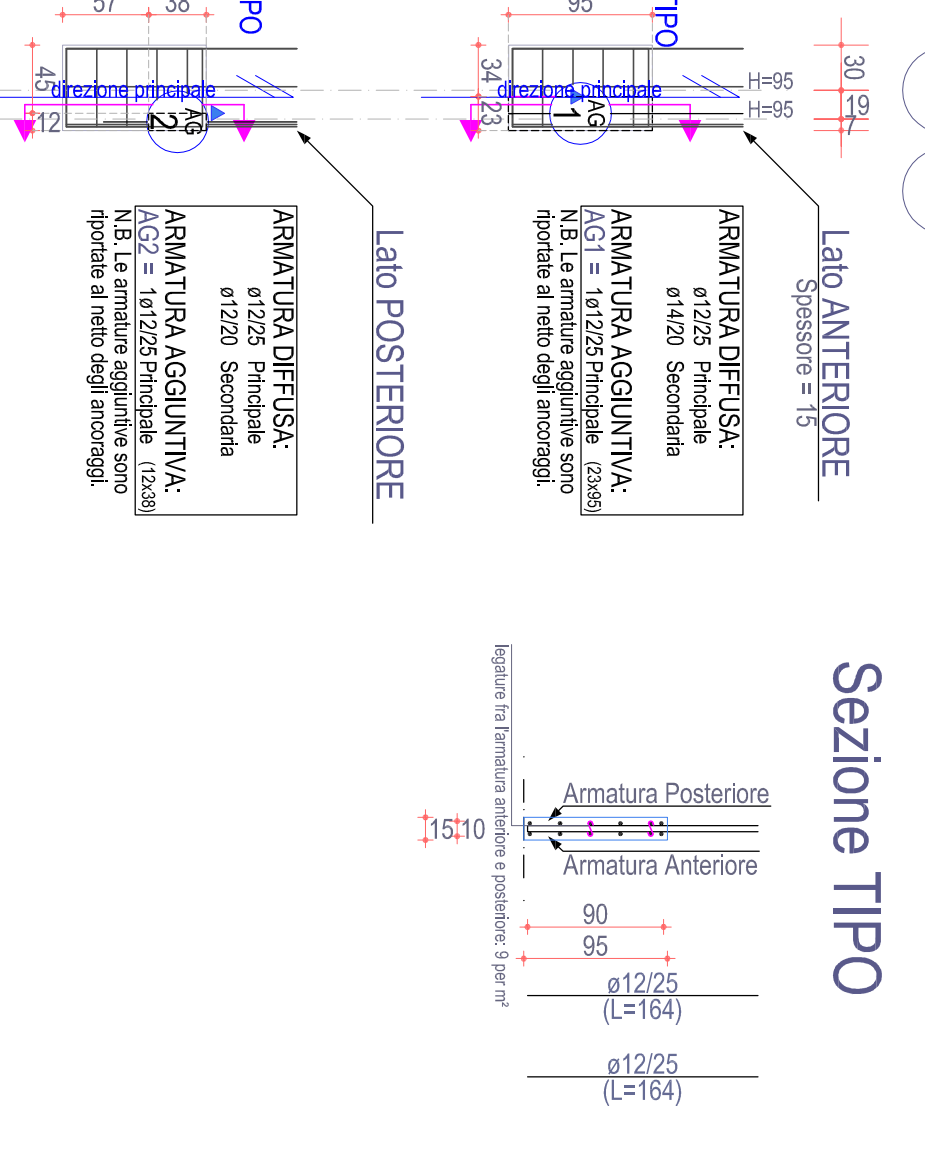 57
38
TIPO
45
12
direzione principale
AG
2
95
TIPO
34
23
direzione principale
AG
1
H=95
H=95
30
19
7
Lato POSTERIORE
ARMATURA DIFFUSA:
ø12/25 Principale
ø12/20 Secondaria
ARMATURA AGGIUNTIVA:
AG2 = 1ø12/25 Principale (12x38)
N.B. Le armature aggiuntive sono
riportate al netto degli ancoraggi.
Lato ANTERIORE
Spessore = 15
ARMATURA DIFFUSA:
ø12/25 Principale
ø14/20 Secondaria
ARMATURA AGGIUNTIVA:
AG1 = 1ø12/25 Principale (23x95)
N.B. Le armature aggiuntive sono
riportate al netto degli ancoraggi.
Sezione TIPO
legature fra l'armatura anteriore e posteriore: 9 per m²
Armatura Posteriore
15
10
Armatura Anteriore
90
95
ø12/25
(L=164)
ø12/25
(L=164)